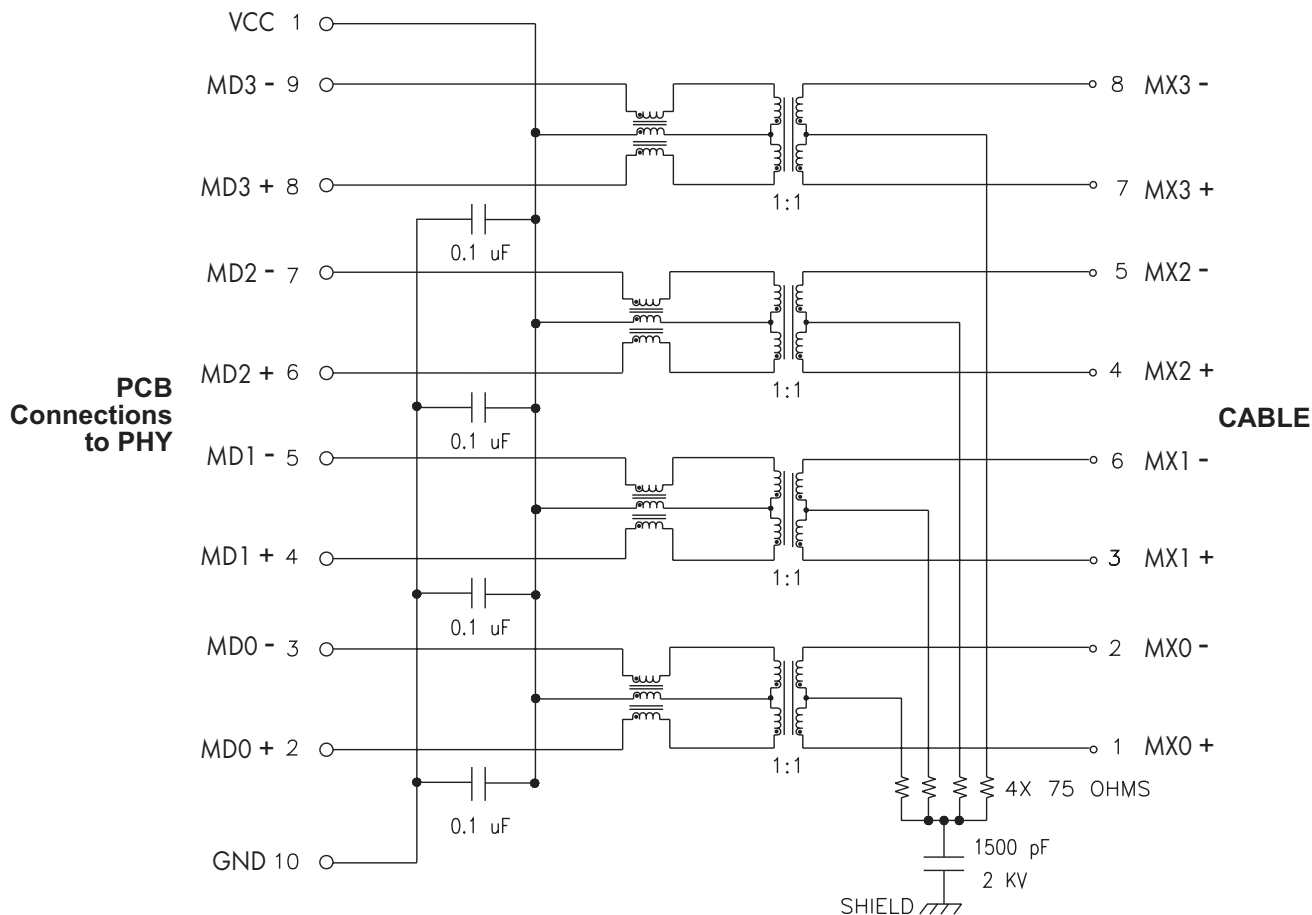 VCC 1
MD3 - 9
8 MX3 -
MD3 + 8
7 MX3 +
1:1
0.1 uF
MD2 - 7
5 MX2 -
MD2 + 6
4 MX2 +
1:1
PCB
Connections
to PHY
CABLE
0.1 uF
MD1 - 5
6 MX1 -
MD1 + 4
3 MX1 +
1:1
0.1 uF
MD0 - 3
2 MX0 -
MD0 + 2
1 MX0 +
1:1
4X 75 OHMS
0.1 uF
1500 pF
GND 10
2 KV
SHIELD